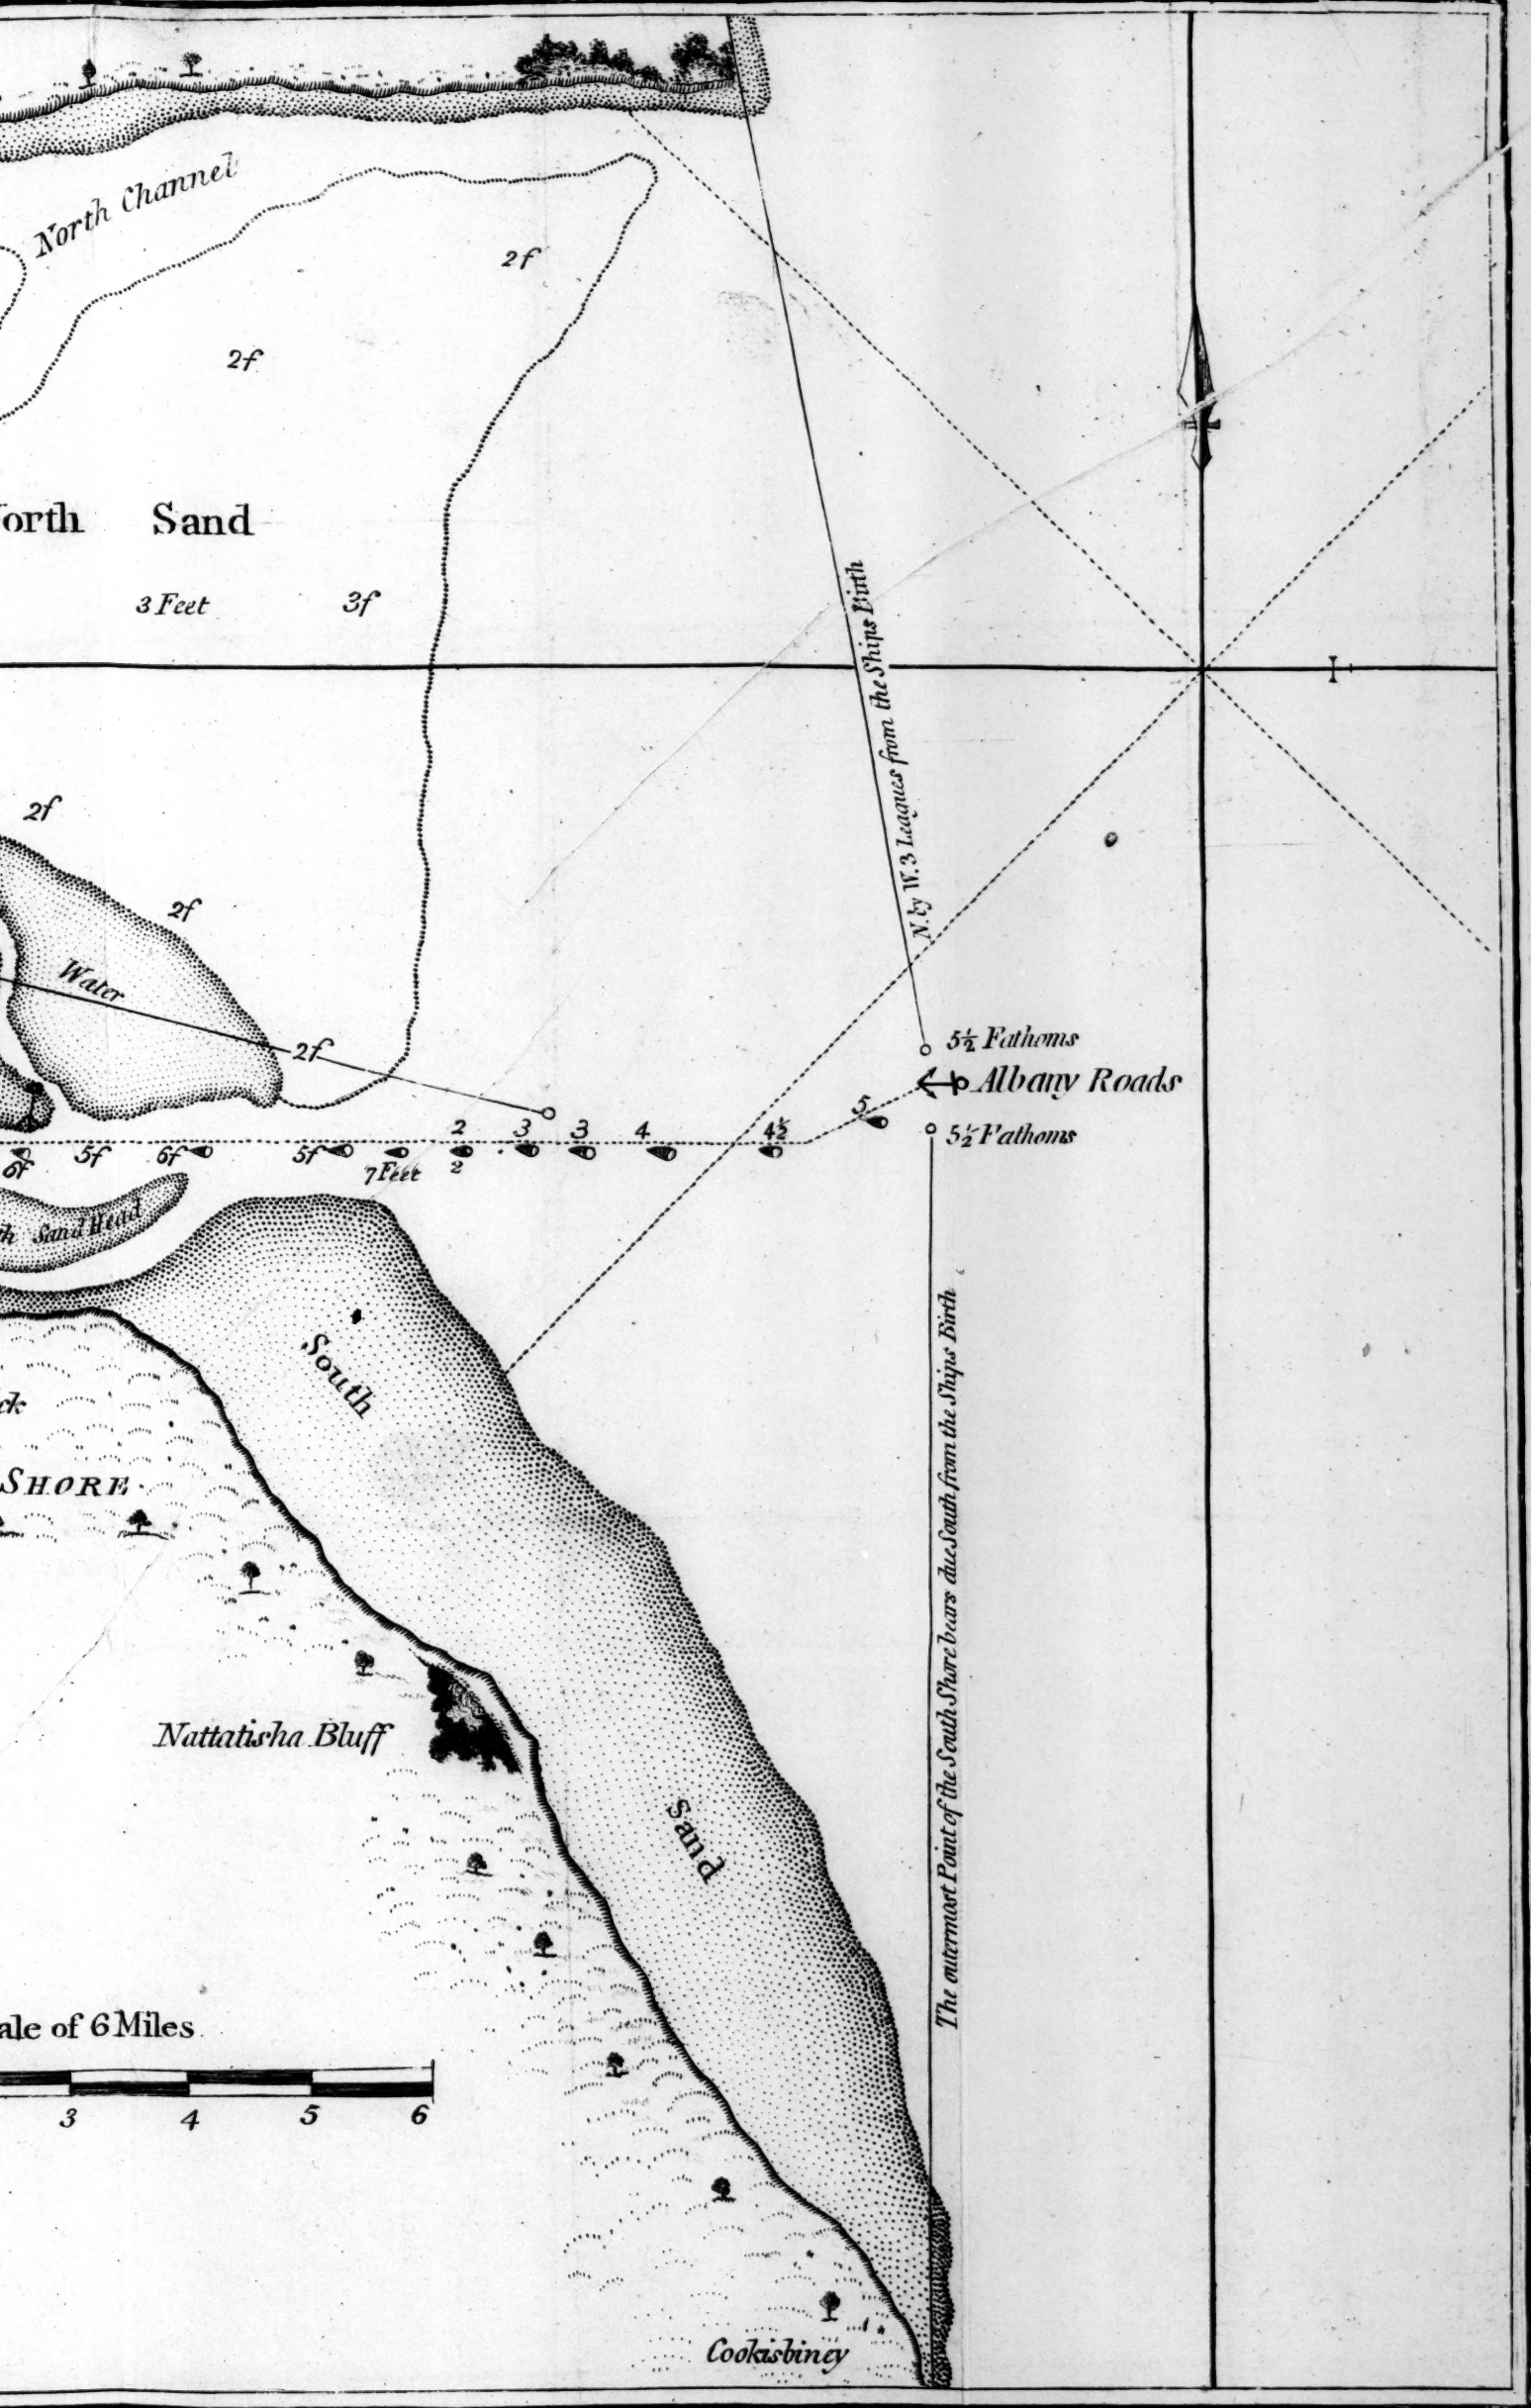 North Channel
2f
2f
orth Sand
3 Feet 3f
N. by W. 3 Leagues from the Ships Birth
2f
2f
Water
2f
5½ Fathoms
Albany Roads
5½ Fathoms
2 3 3 4 4½ 5
6f 5f 6f 5f 7 Feet 2
Sand Head
South
Sand
SHORE
Nattatisha Bluff
The outermost Point of the South Shore bears due South from the Ships Birth
ale of 6 Miles
3 4 5 6
Cookisbiney